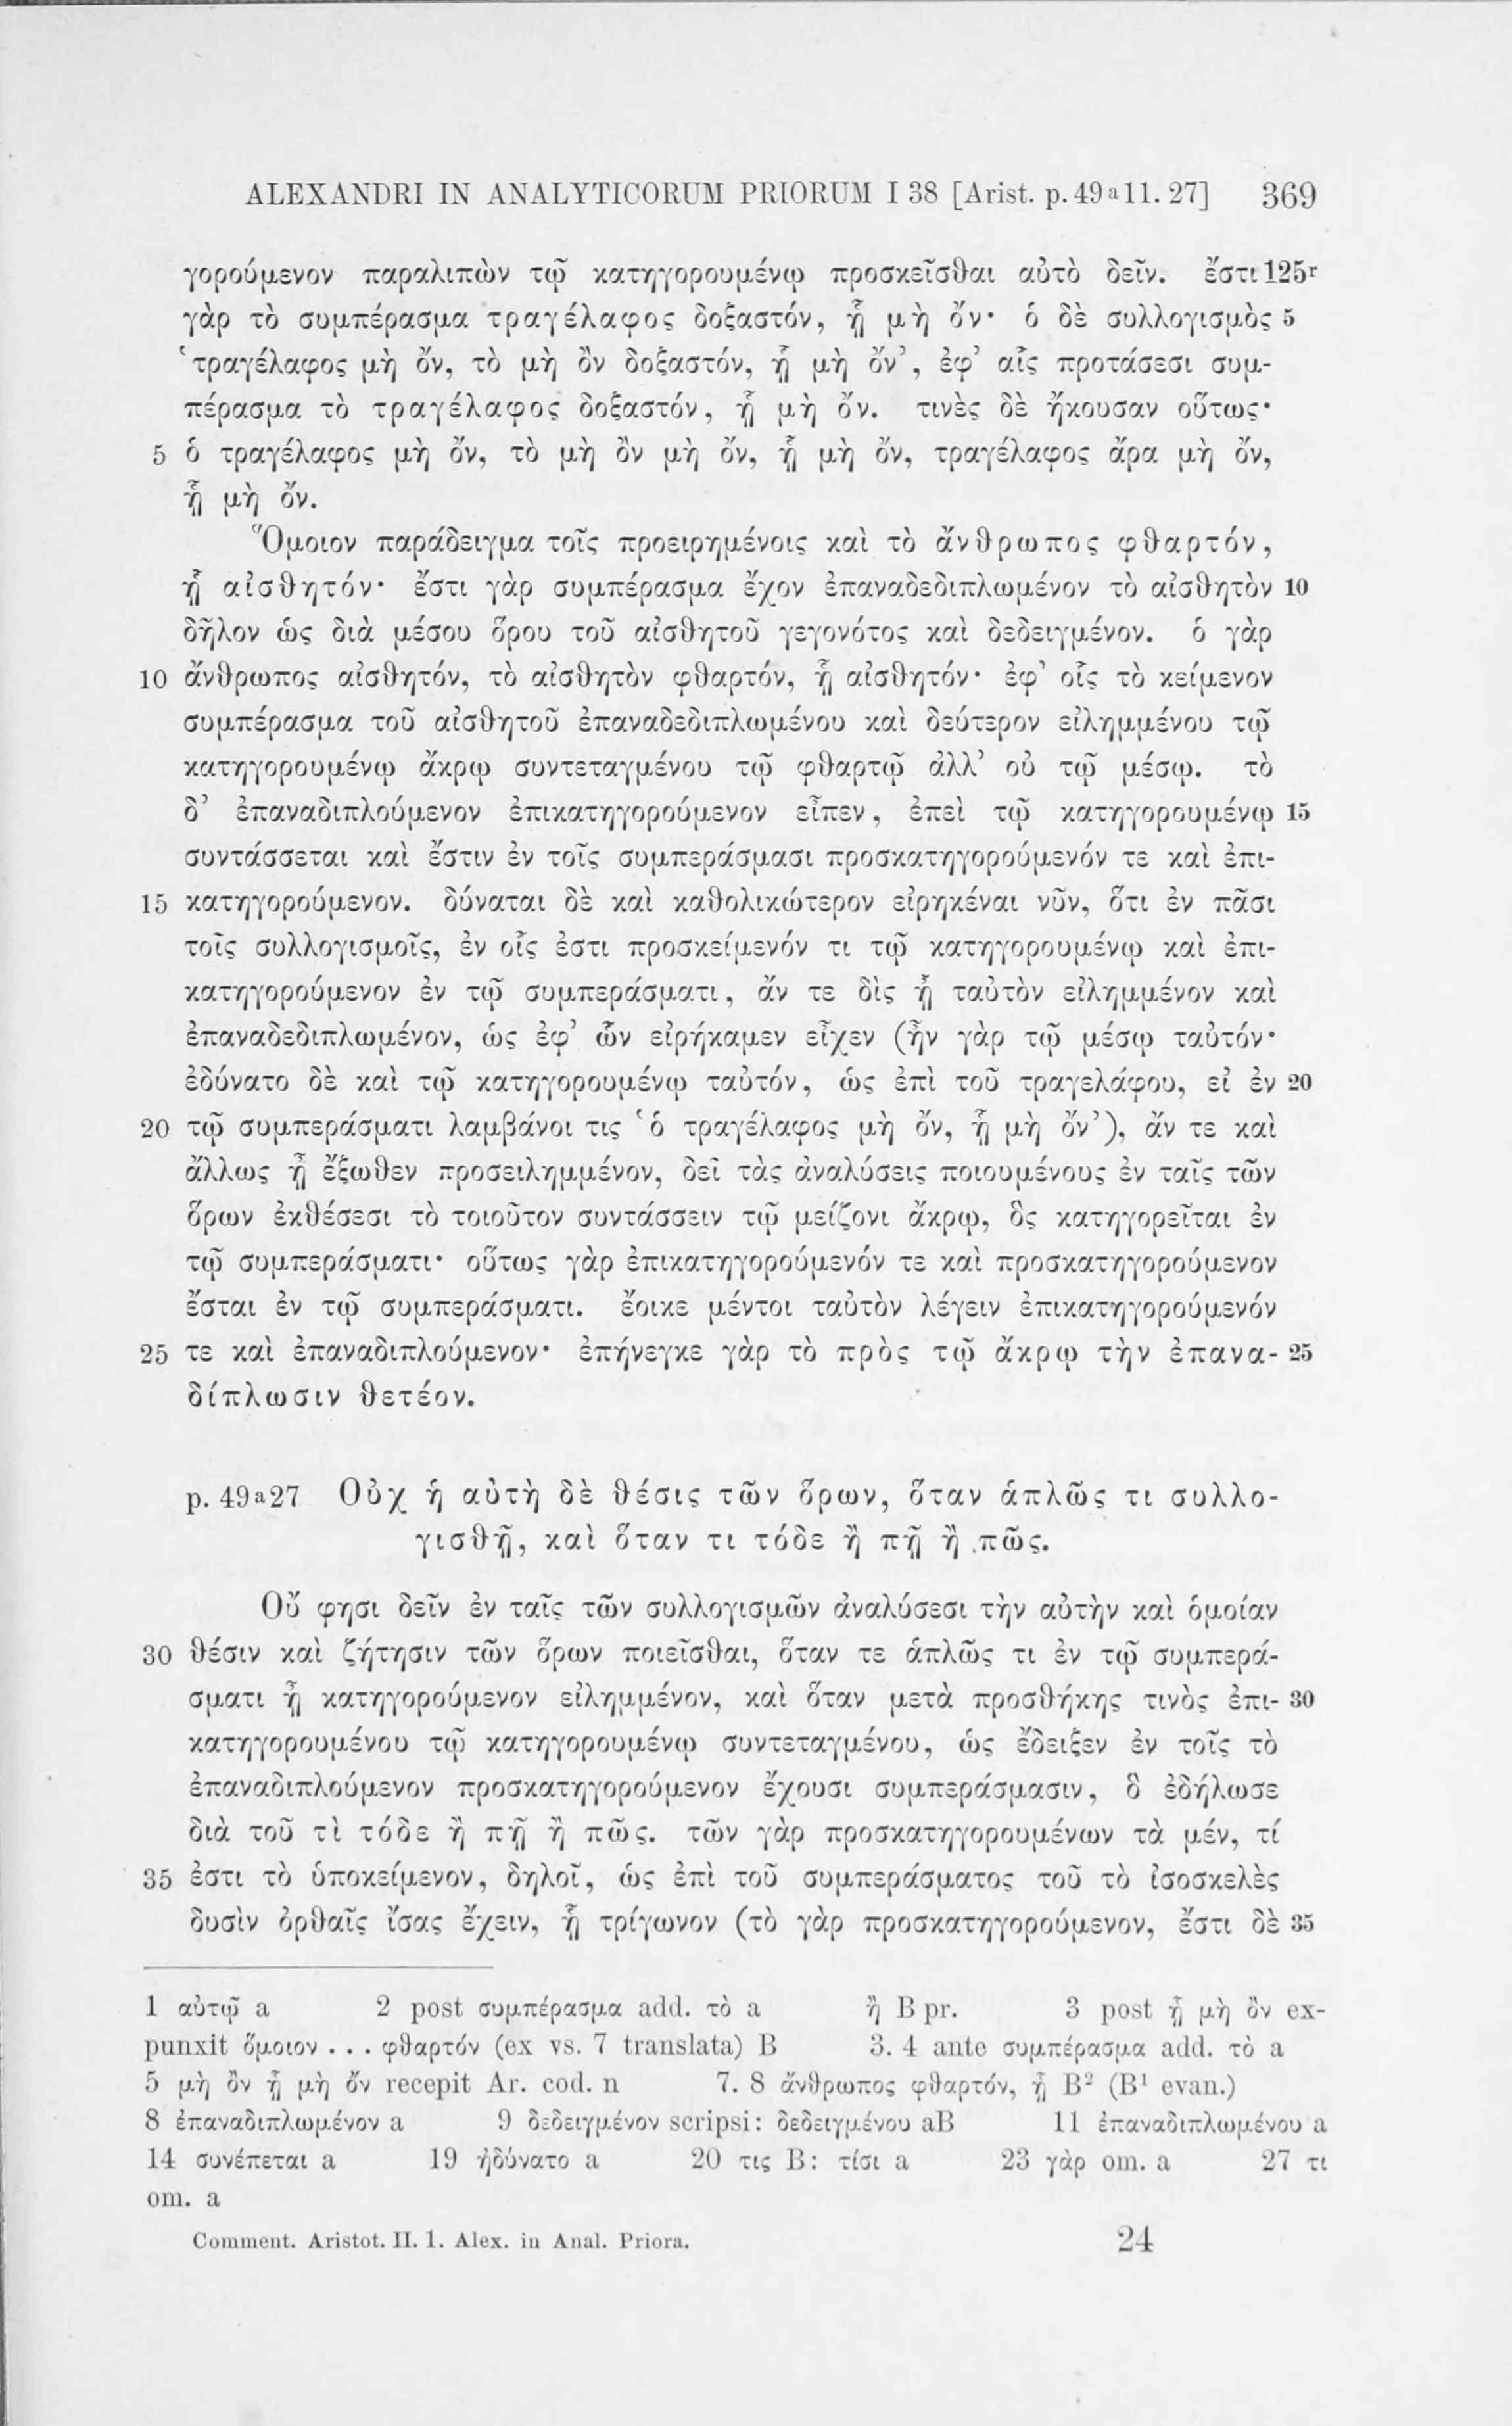 ALEXANDRI IN ANALYTICORUM PRIORUM I 38 [Arist. p. 49a11. 27] 369
γορούμενον παραλιπὼν τῷ κατηγορουμένῳ προσκεῖσθαι αὐτὸ δεῖν. ἔστι 125r
γὰρ τὸ συμπέρασμα τραγέλαφος δοξαστόν, ᾗ μὴ ὄν· ὁ δὲ συλλογισμὸς 5
‘τραγέλαφος μὴ ὄν, τὸ μὴ ὂν δοξαστόν, ᾗ μὴ ὄν’, ἐφ’ αἷς προτάσεσι συμ-
πέρασμα τὸ τραγέλαφος δοξαστόν, ᾗ μὴ ὄν. τινὲς δὲ ἤκουσαν οὕτως·
5 ὁ τραγέλαφος μὴ ὄν, τὸ μὴ ὂν μὴ ὄν, ᾗ μὴ ὄν, τραγέλαφος ἄρα μὴ ὄν,
ᾗ μὴ ὄν.
Ὅμοιον παράδειγμα τοῖς προειρημένοις καὶ τὸ ἄνθρωπος φθαρτόν,
ᾗ αἰσθητόν· ἔστι γὰρ συμπέρασμα ἔχον ἐπαναδεδιπλωμένον τὸ αἰσθητὸν 10
δῆλον ὡς διὰ μέσου ὅρου τοῦ αἰσθητοῦ γεγονότος καὶ δεδειγμένον. ὁ γὰρ
10 ἄνθρωπος αἰσθητόν, τὸ αἰσθητὸν φθαρτόν, ᾗ αἰσθητόν· ἐφ’ οἷς τὸ κείμενον
συμπέρασμα τοῦ αἰσθητοῦ ἐπαναδεδιπλωμένου καὶ δεύτερον εἰλημμένου τῷ
κατηγορουμένῳ ἄκρῳ συντεταγμένου τῷ φθαρτῷ ἀλλ’ οὐ τῷ μέσῳ. τὸ
δ’ ἐπαναδιπλούμενον ἐπικατηγορούμενον εἶπεν, ἐπεὶ τῷ κατηγορουμένῳ 15
συντάσσεται καὶ ἔστιν ἐν τοῖς συμπεράσμασι προσκατηγορούμενόν τε καὶ ἐπι-
15 κατηγορούμενον. δύναται δὲ καὶ καθολικώτερον εἰρηκέναι νῦν, ὅτι ἐν πᾶσι
τοῖς συλλογισμοῖς, ἐν οἷς ἐστι προσκείμενόν τι τῷ κατηγορουμένῳ καὶ ἐπι-
κατηγορούμενον ἐν τῷ συμπεράσματι, ἄν τε δὶς ᾖ ταὐτὸν εἰλημμένον καὶ
ἐπαναδεδιπλωμένον, ὡς ἐφ’ ὧν εἰρήκαμεν εἶχεν (ἦν γὰρ τῷ μέσῳ ταὐτόν·
ἐδύνατο δὲ καὶ τῷ κατηγορουμένῳ ταὐτόν, ὡς ἐπὶ τοῦ τραγελάφου, εἰ ἐν 20
20 τῷ συμπεράσματι λαμβάνοι τις ‘ὁ τραγέλαφος μὴ ὄν, ᾗ μὴ ὄν’), ἄν τε καὶ
ἄλλως ᾖ ἔξωθεν προσειλημμένον, δεῖ τὰς ἀναλύσεις ποιουμένους ἐν ταῖς τῶν
ὅρων ἐκθέσεσι τὸ τοιοῦτον συντάσσειν τῷ μείζονι ἄκρῳ, ὃς κατηγορεῖται ἐν
τῷ συμπεράσματι· οὕτως γὰρ ἐπικατηγορούμενόν τε καὶ προσκατηγορούμενον
ἔσται ἐν τῷ συμπεράσματι. ἔοικε μέντοι ταὐτὸν λέγειν ἐπικατηγορούμενόν
25 τε καὶ ἐπαναδιπλούμενον· ἐπήνεγκε γὰρ τὸ πρὸς τῷ ἄκρῳ τὴν ἐπανα- 25
δίπλωσιν θετέον.
p. 49a27 Οὐχ ἡ αὐτὴ δὲ θέσις τῶν ὅρων, ὅταν ἁπλῶς τι συλλο-
γισθῇ, καὶ ὅταν τι τόδε ἢ πῇ ἢ πῶς.
Οὔ φησι δεῖν ἐν ταῖς τῶν συλλογισμῶν ἀναλύσεσι τὴν αὐτὴν καὶ ὁμοίαν
30 θέσιν καὶ ζήτησιν τῶν ὅρων ποιεῖσθαι, ὅταν τε ἁπλῶς τι ἐν τῷ συμπερά-
σματι ᾖ κατηγορούμενον εἰλημμένον, καὶ ὅταν μετὰ προσθήκης τινὸς ἐπι- 30
κατηγορουμένου τῷ κατηγορουμένῳ συντεταγμένου, ὡς ἔδειξεν ἐν τοῖς τὸ
ἐπαναδιπλούμενον προσκατηγορούμενον ἔχουσι συμπεράσμασιν, ὃ ἐδήλωσε
διὰ τοῦ τὶ τόδε ἢ πῇ ἢ πῶς. τῶν γὰρ προσκατηγορουμένων τὰ μέν, τί
35 ἐστι τὸ ὑποκείμενον, δηλοῖ, ὡς ἐπὶ τοῦ συμπεράσματος τοῦ τὸ ἰσοσκελὲς
δυσὶν ὀρθαῖς ἴσας ἔχειν, ᾗ τρίγωνον (τὸ γὰρ προσκατηγορούμενον, ἔστι δὲ 35
1 αὐτῷ a 2 post συμπέρασμα add. τὸ a ἢ B pr. 3 post ᾗ μὴ ὂν ex-
punxit ὅμοιον . . . φθαρτόν (ex vs. 7 translata) B 3. 4 ante συμπέρασμα add. τὸ a
5 μὴ ὂν ᾗ μὴ ὄν recepit Ar. cod. n 7. 8 ἄνθρωπος φθαρτόν, ᾗ B2 (B1 evan.)
8 ἐπαναδιπλωμένον a 9 δεδειγμένον scripsi: δεδειγμένου aB 11 ἐπαναδιπλωμένου a
14 συνέπεται a 19 ἠδύνατο a 20 τις B: τίσι a 23 γὰρ om. a 27 τι
om. a
Comment. Aristot. II. 1. Alex. in Anal. Priora. 24